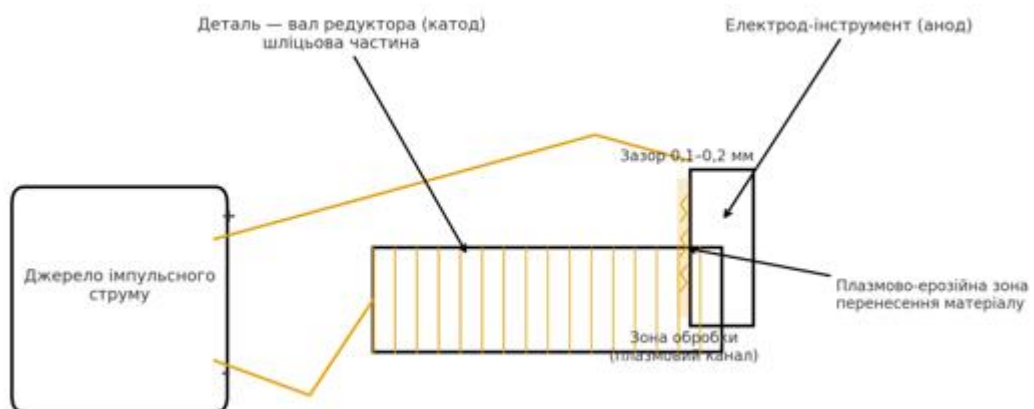 Деталь — вал редуктора (катод)
шліцьова частина
Електрод-інструмент (анод)
Зазор 0,1–0,2 мм
+
Джерело імпульсного
струму
Плазмово-ерозійна зона
перенесення матеріалу
Зона обробки
(плазмовий канал)
-